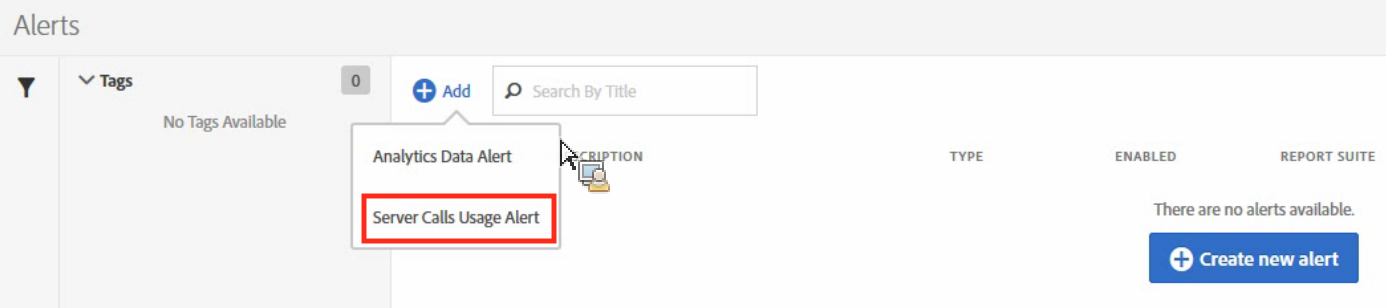 Alerts
Tags
0
No Tags Available
Add
Search By Title
Analytics Data Alert
Server Calls Usage Alert
CRIPTION
TYPE
ENABLED
REPORT SUITE
There are no alerts available.
Create new alert